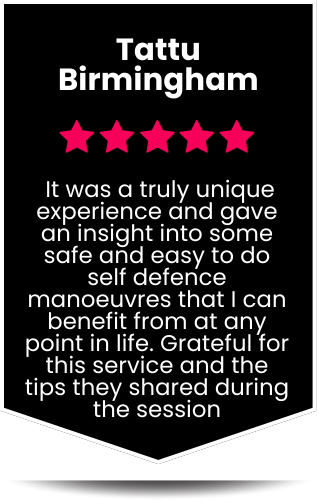 Tattu
Birmingham
It was a truly unique
experience and gave
an insight into some
safe and easy to do
self defence
manoeuvres that I can
benefit from at any
point in life. Grateful for
this service and the
tips they shared during
the session